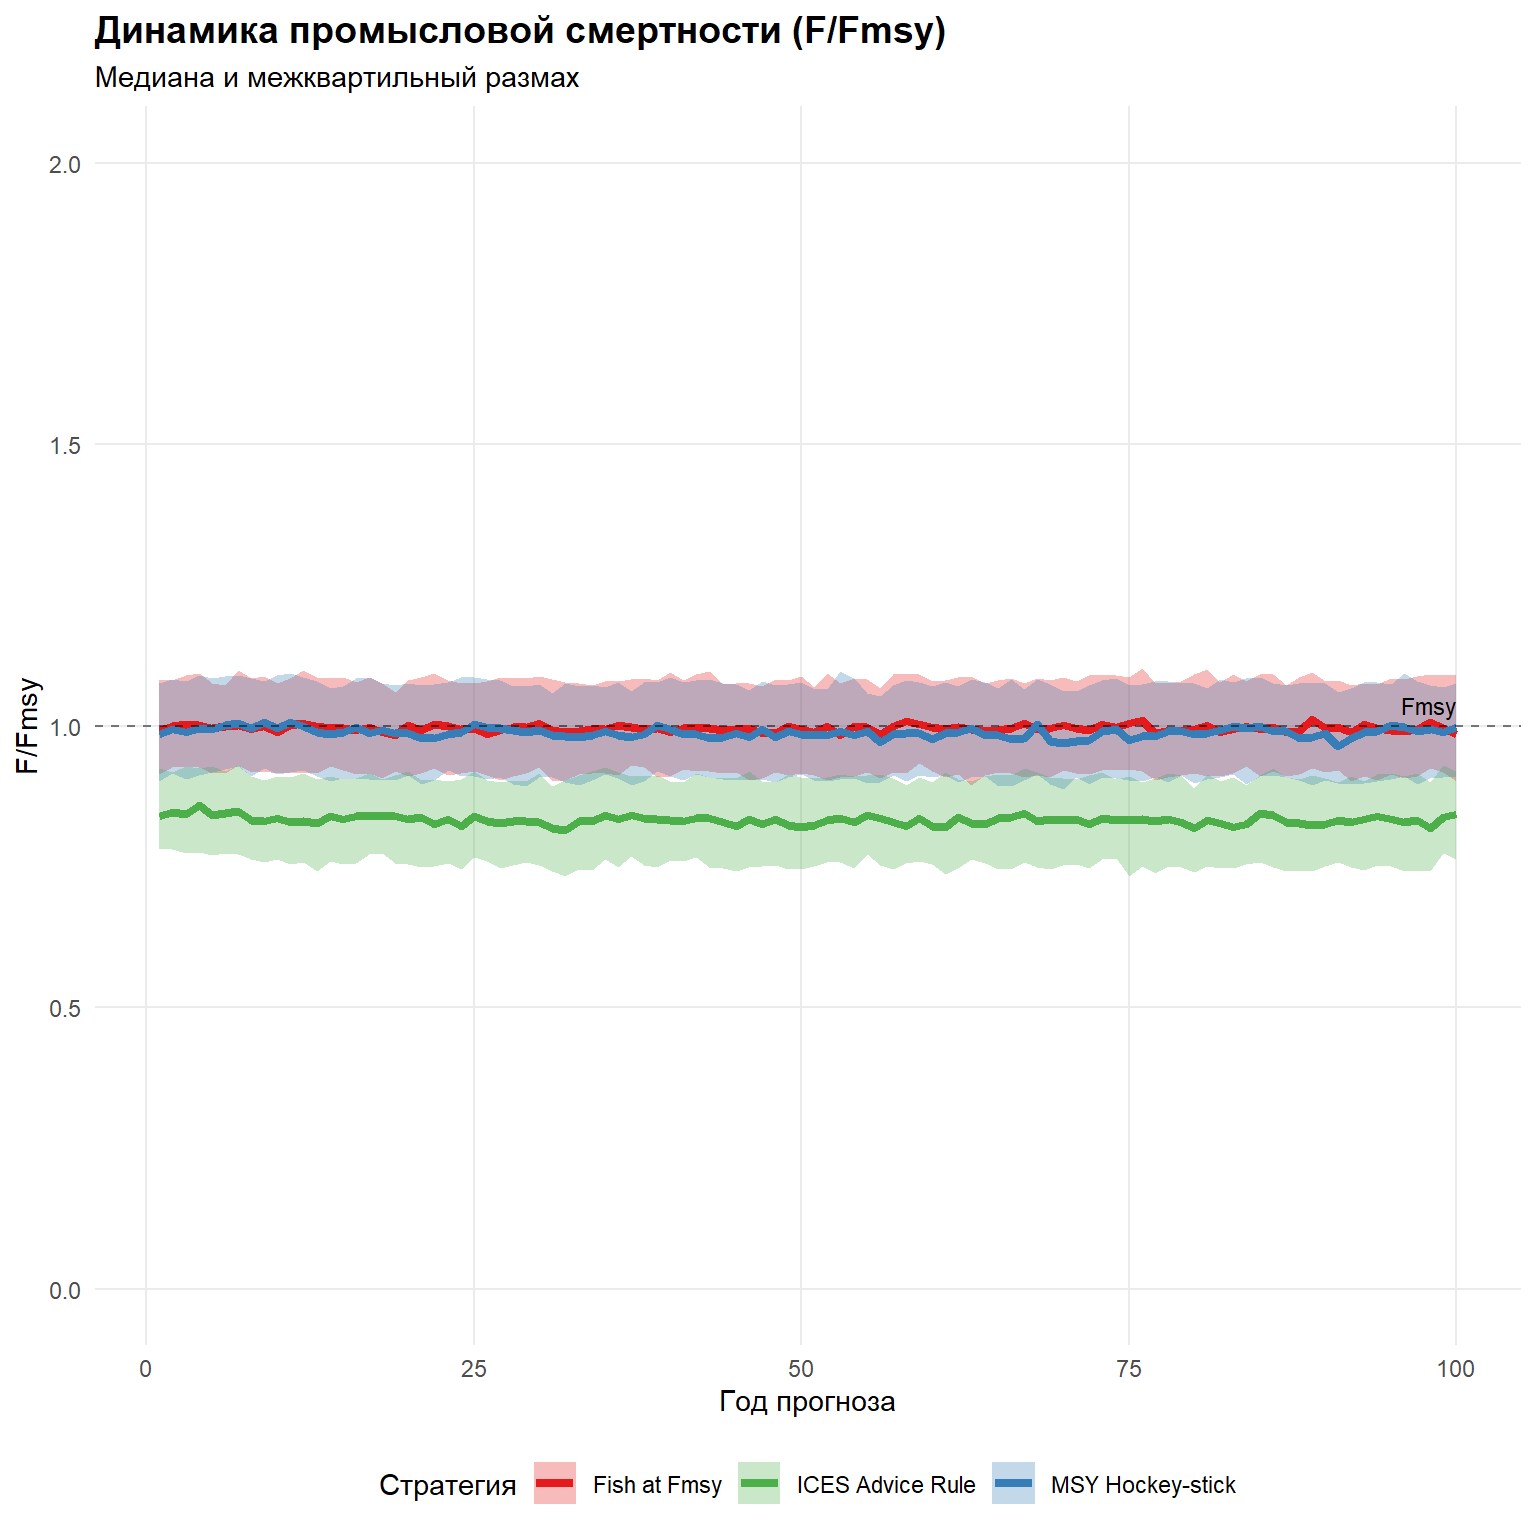 Динамика промысловой смертности (F/Fmsy)
Медиана и межквартильный размах
2.0
1.5
1.0
0.5
0.0
F/Fmsy
Fmsy
0 25 50 75 100
Год прогноза
Стратегия Fish at Fmsy ICES Advice Rule MSY Hockey-stick